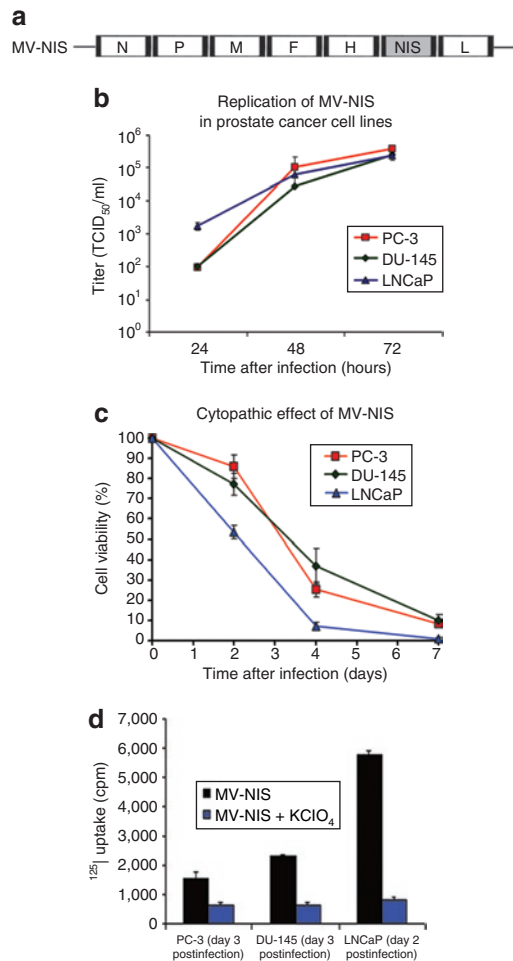 a
MV-NIS N P M F H NIS L
b
Replication of MV-NIS
in prostate cancer cell lines
Titer (TCID50/ml)
10^6
10^5
10^4
10^3
10^2
10^1
10^0
PC-3
DU-145
LNCaP
24 48 72
Time after infection (hours)
c
Cytopathic effect of MV-NIS
Cell viability (%)
100
90
80
70
60
50
40
30
20
10
0
PC-3
DU-145
LNCaP
0 1 2 3 4 5 6 7
Time after infection (days)
d
125I uptake (cpm)
7,000
6,000
5,000
4,000
3,000
2,000
1,000
0
MV-NIS
MV-NIS + KClO4
PC-3 (day 3 postinfection)
DU-145 (day 3 postinfection)
LNCaP (day 2 postinfection)